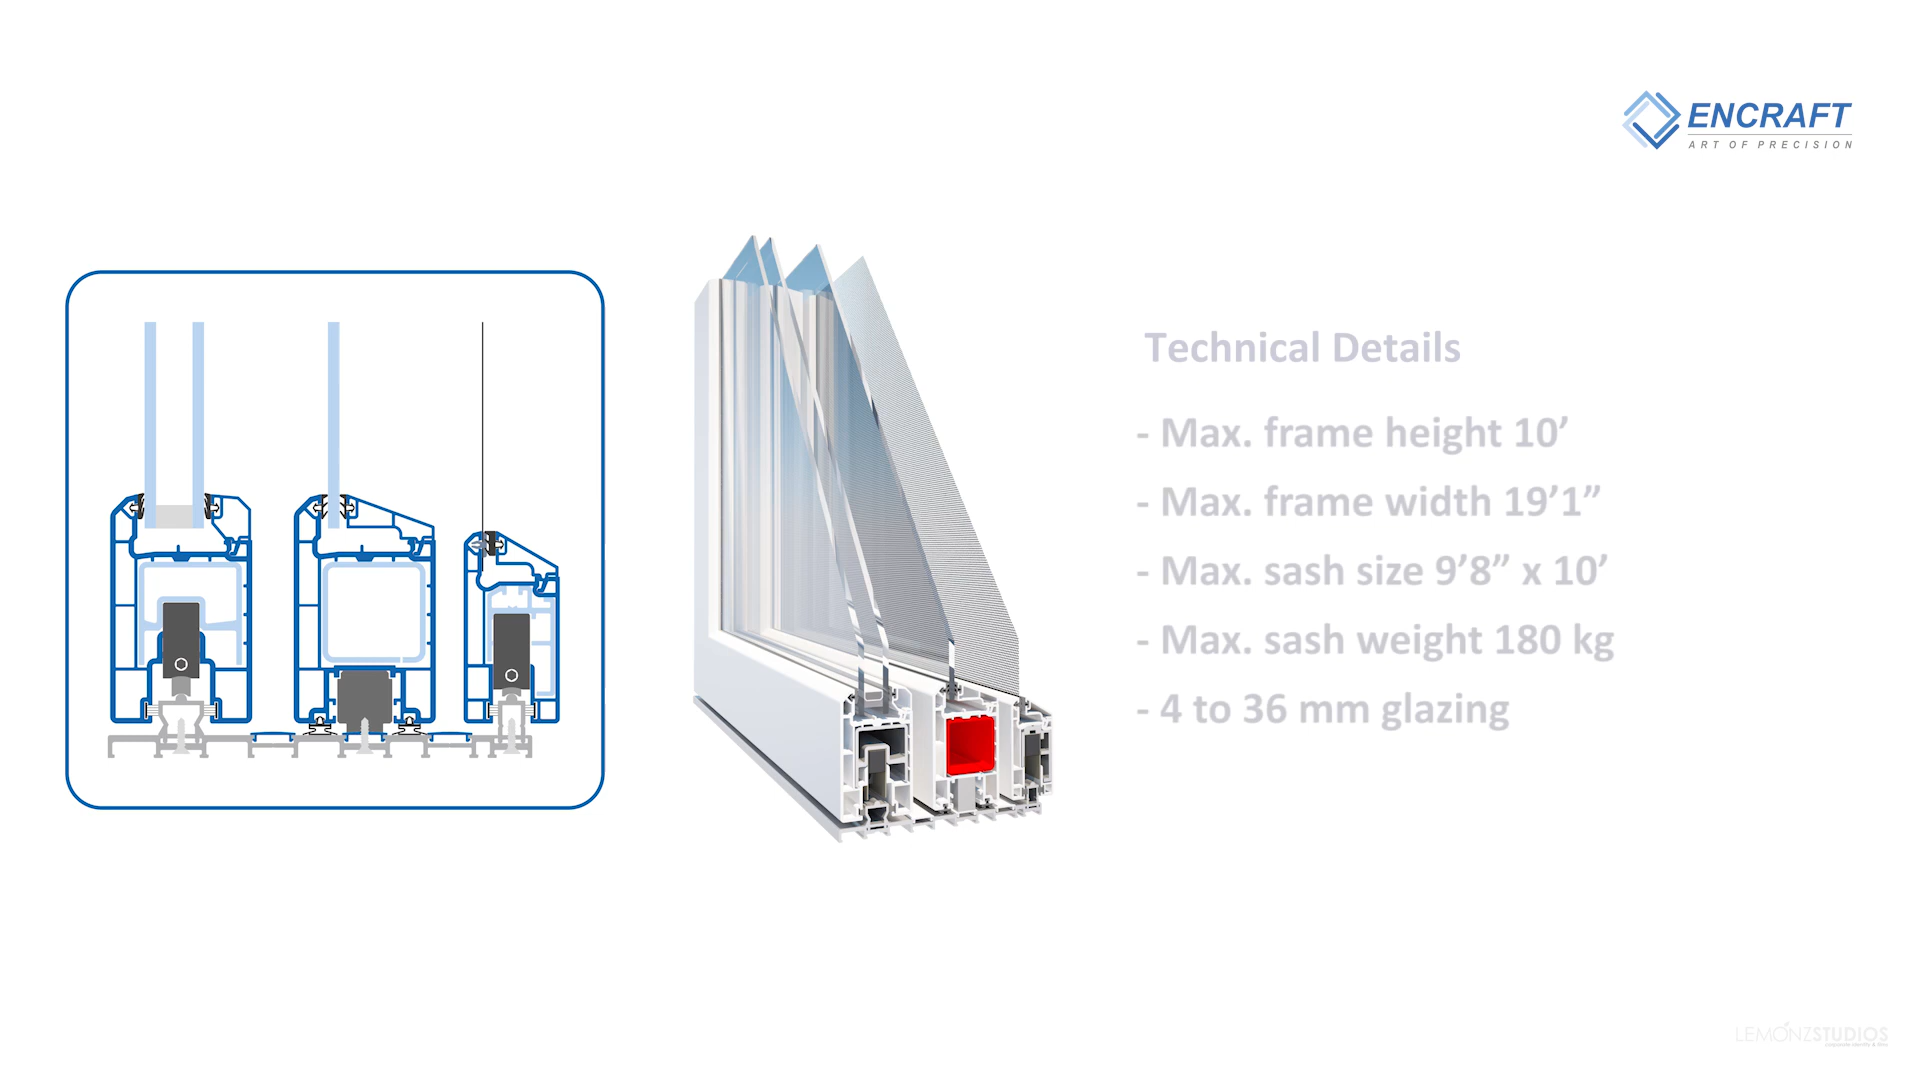 ENCRAFT
ART OF PRECISION
Technical Details
- Max. frame height 10’
- Max. frame width 19’1”
- Max. sash size 9’8” x 10’
- Max. sash weight 180 kg
- 4 to 36 mm glazing
LEMONZSTUDIOS